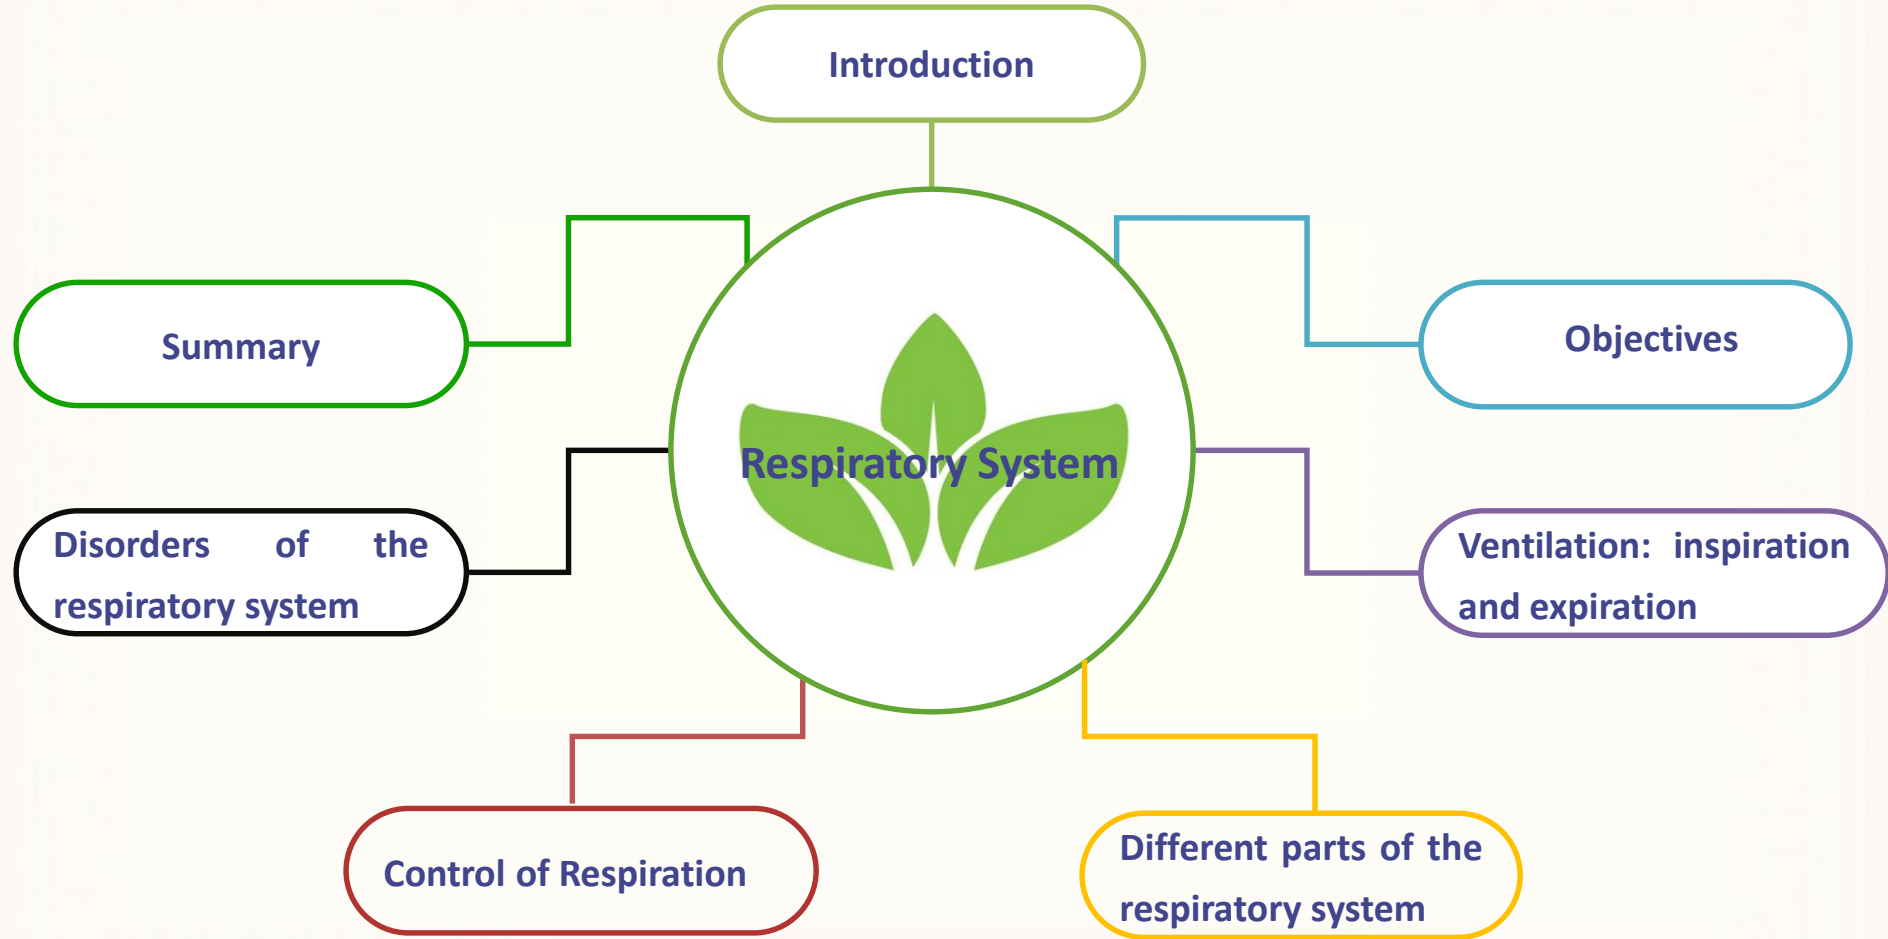 Introduction
Summary
Objectives
Respiratory System
Disorders of the
respiratory system
Ventilation: inspiration
and expiration
Control of Respiration
Different parts of the
respiratory system